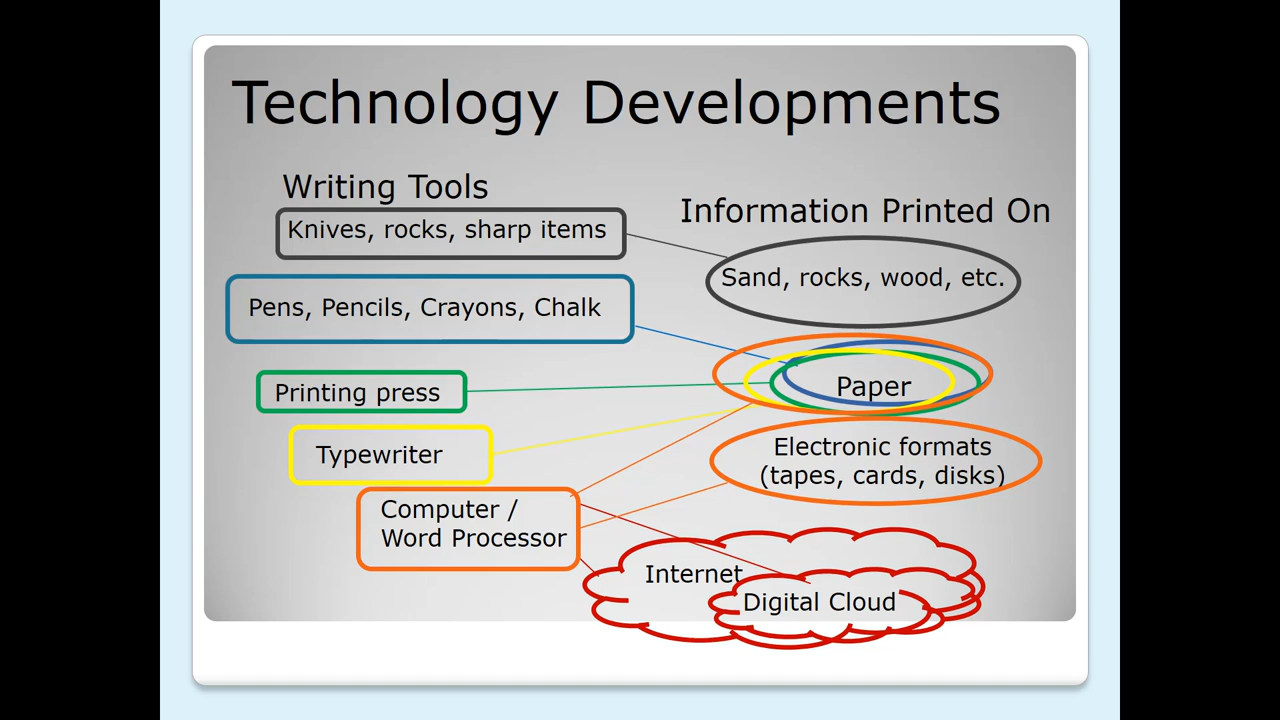 Technology Developments
Writing Tools
Knives, rocks, sharp items
Pens, Pencils, Crayons, Chalk
Printing press
Typewriter
Computer /
Word Processor
Information Printed On
Sand, rocks, wood, etc.
Paper
Electronic formats
(tapes, cards, disks)
Internet
Digital Cloud